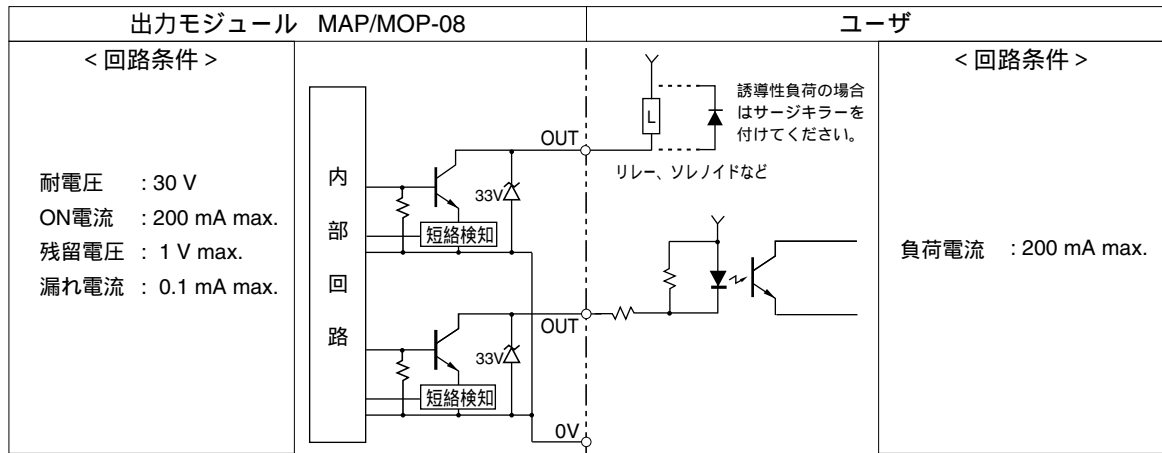 出力モジュール MAP/MOP-08
ユーザ
< 回路条件 >
耐電圧 : 30 V
ON電流 : 200 mA max.
残留電圧 : 1 V max.
漏れ電流 : 0.1 mA max.
内部回路
OUT
33V
短絡検知
OUT
33V
短絡検知
0V
L
誘導性負荷の場合
はサージキラーを
付けてください。
リレー、ソレノイドなど
< 回路条件 >
負荷電流 : 200 mA max.